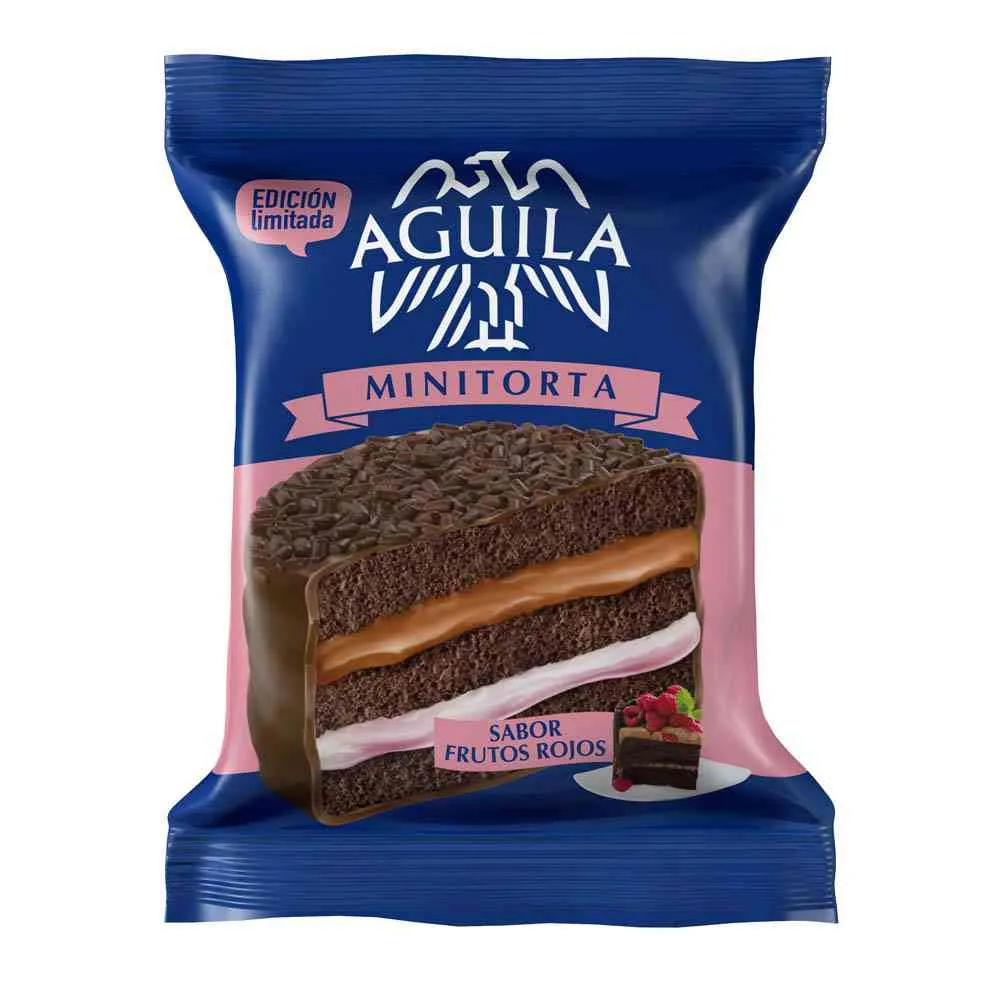 EDICIÓN
limitada
AGUILA
MINITORTA
SABOR
FRUTOS ROJOS